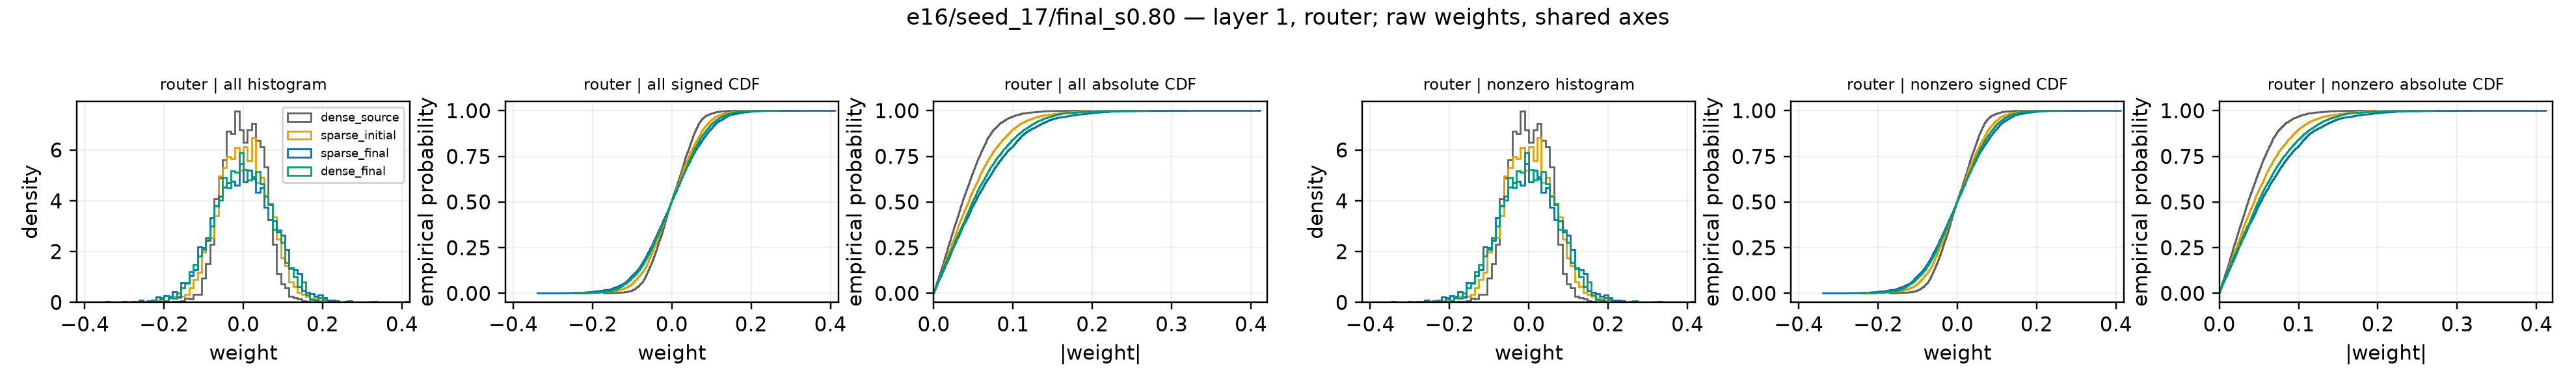 e16/seed_17/final_s0.80 — layer 1, router; raw weights, shared axes
router | all histogram
density
6
4
2
0
−0.4 −0.2 0.0 0.2 0.4
weight
dense_source
sparse_initial
sparse_final
dense_final
router | all signed CDF
empirical probability
1.00
0.75
0.50
0.25
0.00
−0.4 −0.2 0.0 0.2 0.4
weight
router | all absolute CDF
empirical probability
1.00
0.75
0.50
0.25
0.00
0.0 0.1 0.2 0.3 0.4
|weight|
router | nonzero histogram
density
6
4
2
0
−0.4 −0.2 0.0 0.2 0.4
weight
router | nonzero signed CDF
empirical probability
1.00
0.75
0.50
0.25
0.00
−0.4 −0.2 0.0 0.2 0.4
weight
router | nonzero absolute CDF
empirical probability
1.00
0.75
0.50
0.25
0.00
0.0 0.1 0.2 0.3 0.4
|weight|